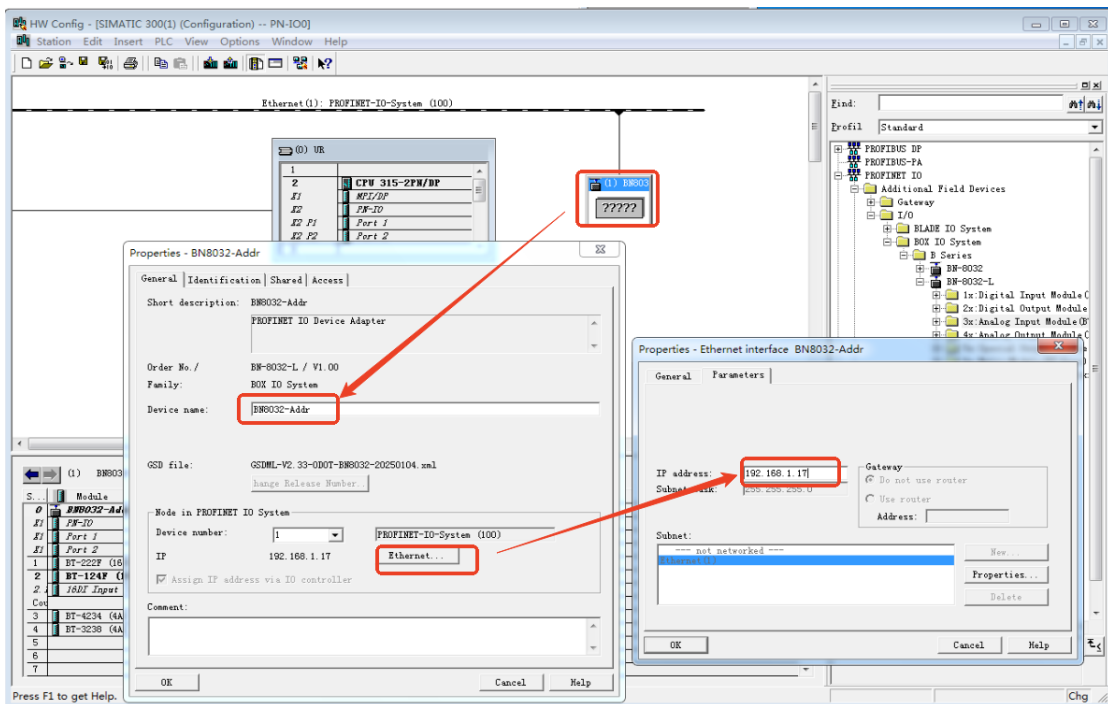 HW Config - [SIMATIC 300(1) (Configuration) -- PN-IO0]
Station Edit Insert PLC View Options Window Help
Ethernet(1): PROFINET-IO-System (100)
(0) UR
1
2 CPU 315-2PN/DP
X1 MPI/DP
X2 PN-IO
X2 P1 Port 1
X2 P2 Port 2
(1) BN803
?????
Find:
Profil Standard
PROFIBUS DP
PROFIBUS-PA
PROFINET IO
Additional Field Devices
Gateway
I/O
BLADE IO System
BOX IO System
B Series
BN-8032
BN-8032-L
1x:Digital Input Module(
2x:Digital Output Module
3x:Analog Input Module(B
4x:Analog Output Module(
Properties - BN8032-Addr
General Identification Shared Access
Short description: BN8032-Addr
PROFINET IO Device Adapter
Order No./ BN-8032-L / V1.00
Family: BOX IO System
Device name: BN8032-Addr
GSD file: GSDML-V2.33-ODOT-BN8032-20250104.xml
hange Release Number..
Node in PROFINET IO System
Device number: 1 PROFINET-IO-System (100)
IP 192.168.1.17 Ethernet...
Assign IP address via IO controller
Comment:
OK Cancel Help
Properties - Ethernet interface BN8032-Addr
General Parameters
IP address: 192.168.1.17
Subnet mask: 255.255.255.0
Gateway
Do not use router
Use router
Address:
Subnet:
--- not networked ---
Ethernet(1)
New...
Properties...
Delete
OK Cancel Help
(1) BN803
S... Module
0 BN8032-Ad
X1 PN-IO
X1 Port 1
X1 Port 2
1 BT-222F (16
2 BT-124F (1
2. 16DI Input
3 BT-4234 (4A
4 BT-3238 (4A
5
6
7
Press F1 to get Help.
Chg